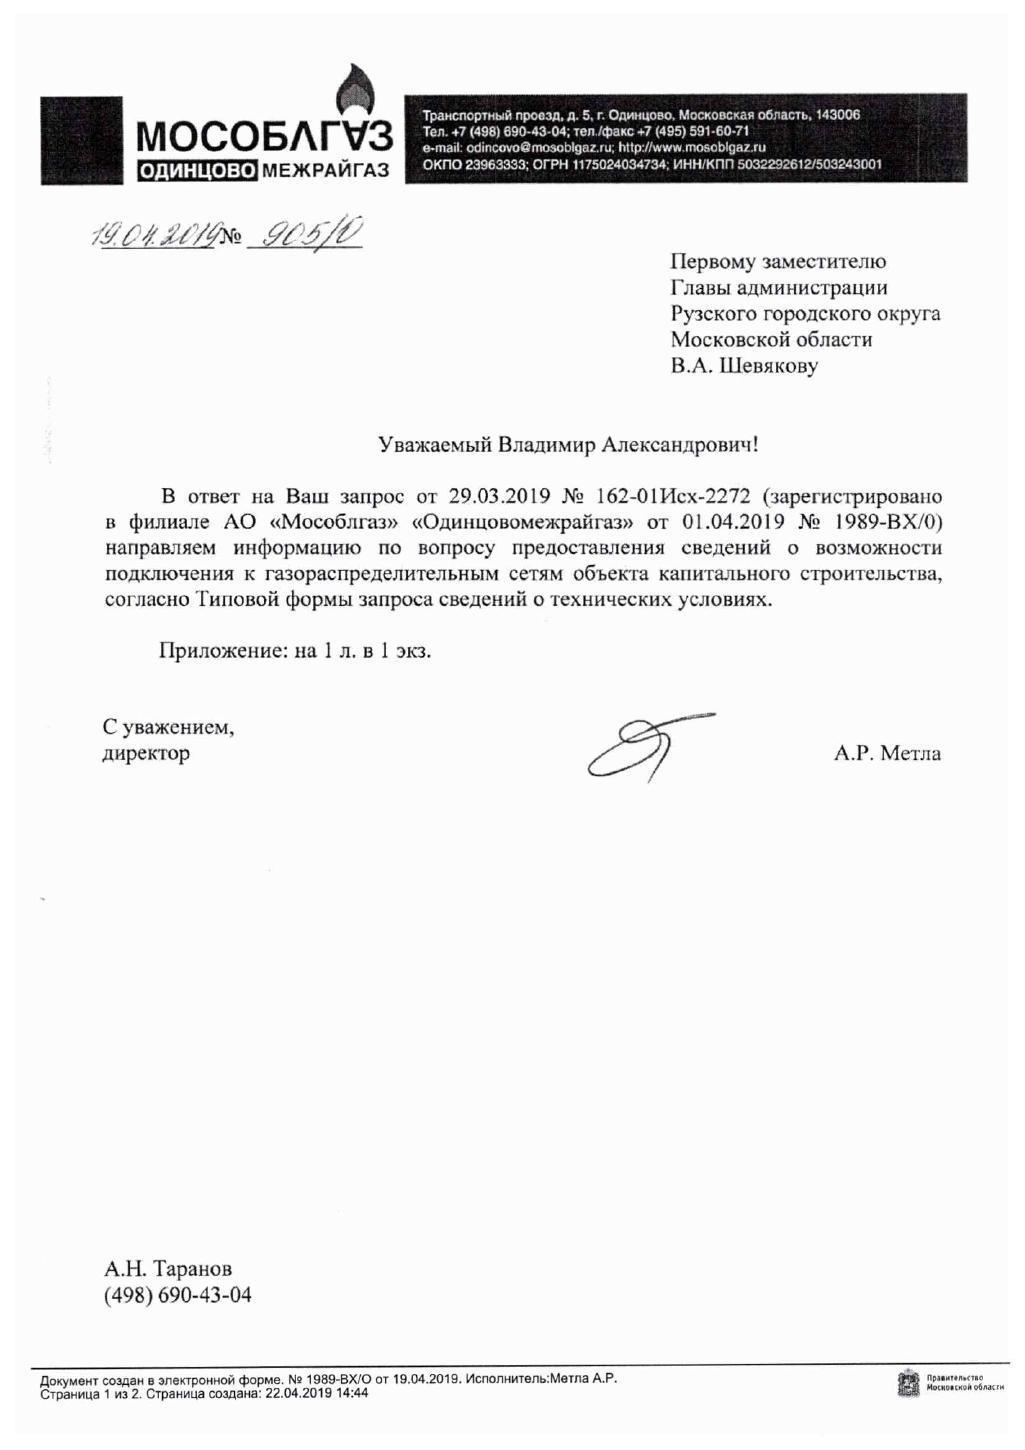 МОСОБЛГАЗ
ОДИНЦОВО МЕЖРАЙГАЗ
Транспортный проезд, д. 5, г. Одинцово, Московская область, 143006
Тел. +7 (498) 690-43-04; тел./факс +7 (495) 591-60-71
e-mail: odincovo@mosoblgaz.ru; http://www.mosoblgaz.ru
ОКПО 23963333; ОГРН 1175024034734; ИНН/КПП 5032292612/503243001
19.04.2019 № 905/О
Первому заместителю
Главы администрации
Рузского городского округа
Московской области
В.А. Шевякову
Уважаемый Владимир Александрович!
В ответ на Ваш запрос от 29.03.2019 № 162-01Исх-2272 (зарегистрировано
в филиале АО «Мособлгаз» «Одинцовомежрайгаз» от 01.04.2019 № 1989-ВХ/0)
направляем информацию по вопросу предоставления сведений о возможности
подключения к газораспределительным сетям объекта капитального строительства,
согласно Типовой формы запроса сведений о технических условиях.
Приложение: на 1 л. в 1 экз.
С уважением,
директор
А.Р. Метла
А.Н. Таранов
(498) 690-43-04
Документ создан в электронной форме. № 1989-ВХ/О от 19.04.2019. Исполнитель:Метла А.Р.
Страница 1 из 2. Страница создана: 22.04.2019 14:44
Правительство
Московской области